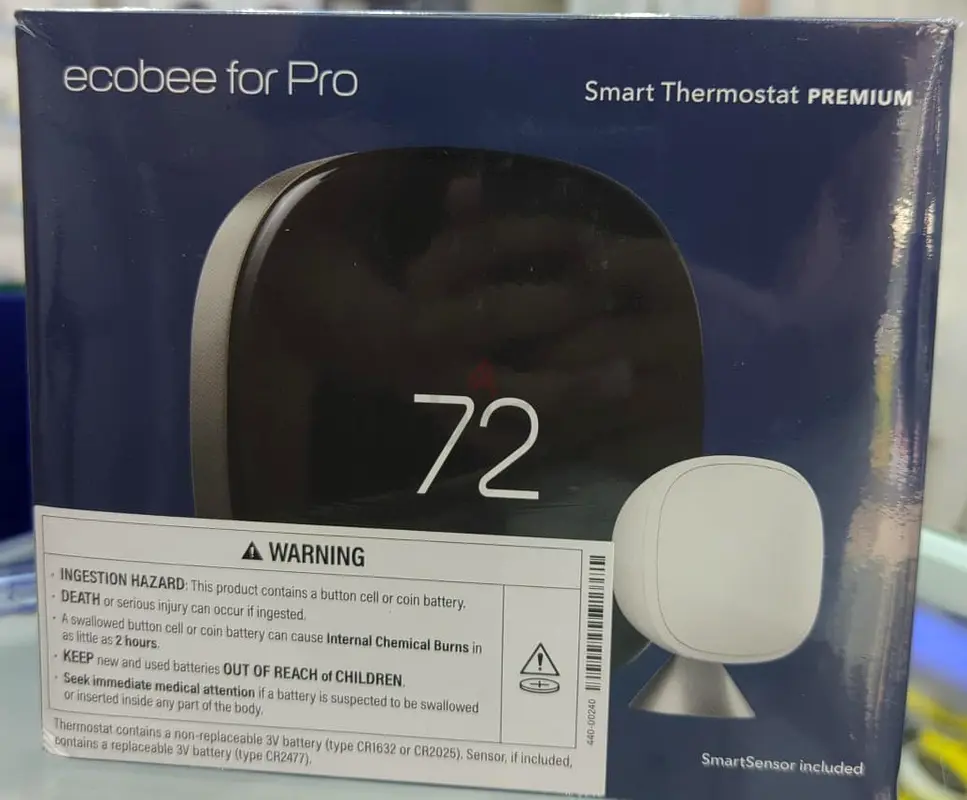 ecobee for Pro
Smart Thermostat PREMIUM
72
⚠ WARNING
· INGESTION HAZARD: This product contains a button cell or coin battery.
· DEATH or serious injury can occur if ingested.
· A swallowed button cell or coin battery can cause Internal Chemical Burns in
as little as 2 hours.
· KEEP new and used batteries OUT OF REACH of CHILDREN.
· Seek immediate medical attention if a battery is suspected to be swallowed
or inserted inside any part of the body.
Thermostat contains a non-replaceable 3V battery (type CR1632 or CR2025). Sensor, if included,
contains a replaceable 3V battery (type CR2477).
440-00240
SmartSensor included